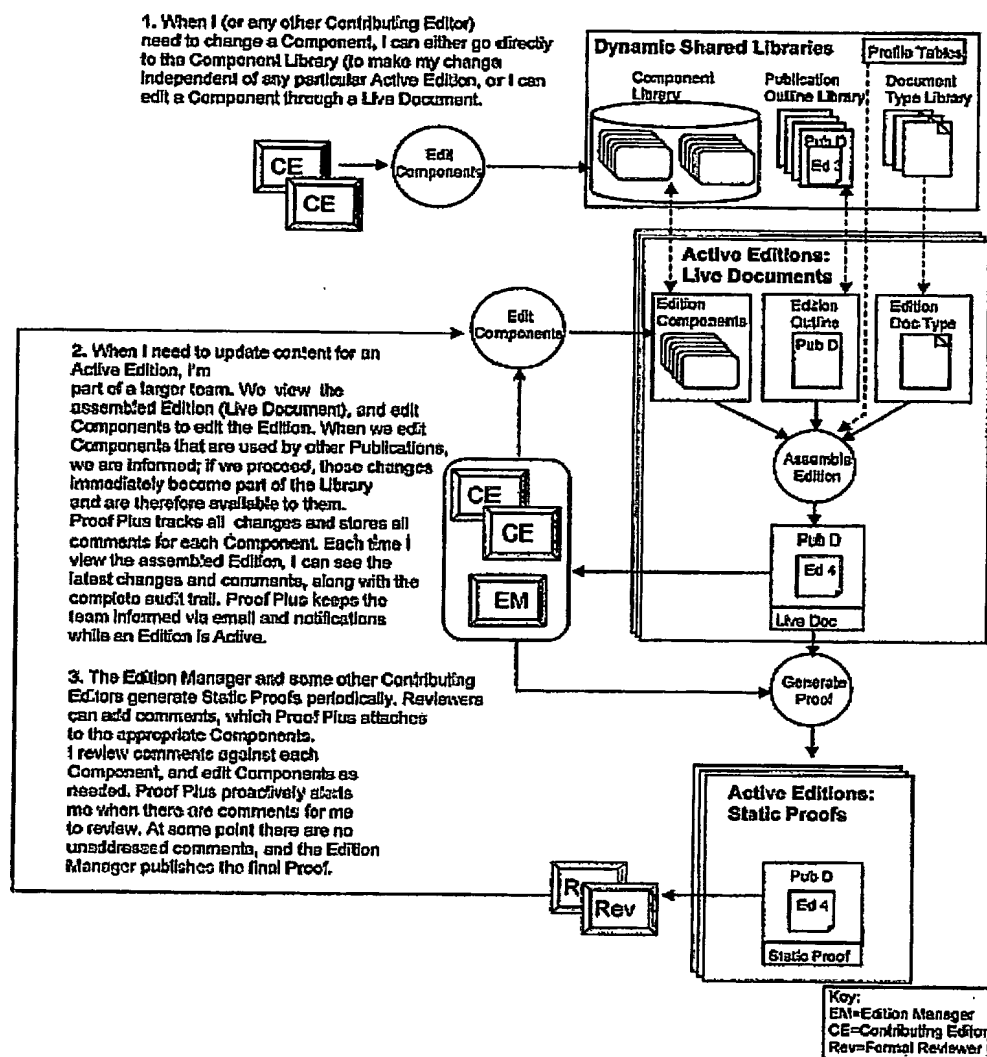 1. When I (or any other Contributing Editor)
need to change a Component, I can either go directly
to the Component Library (to make my change
independent of any particular Active Edition, or I can
edit a Component through a Live Document.
Dynamic Shared Libraries
Profile Tables
Component
Library
Publication
Outline Library
Document
Type Library
Pub D
Ed 3
CE
CE
Edit
Components
Active Editions:
Live Documents
Edition
Components
Edition
Outline
Pub D
Edition
Doc Type
Edit
Components
2. When I need to update content for an
Active Edition, I'm
part of a larger team. We view the
assembled Edition (Live Document), and edit
Components to edit the Edition. When we edit
Components that are used by other Publications,
we are informed; if we proceed, those changes
immediately become part of the Library
and are therefore available to them.
Proof Plus tracks all changes and stores all
comments for each Component. Each time I
view the assembled Edition, I can see the
latest changes and comments, along with the
complete audit trail. Proof Plus keeps the
team informed via email and notifications
while an Edition is Active.
CE
CE
EM
Assemble
Edition
Pub D
Ed 4
Live Doc
3. The Edition Manager and some other Contributing
Editors generate Static Proofs periodically. Reviewers
can add comments, which Proof Plus attaches
to the appropriate Components.
I review comments against each
Component, and edit Components as
needed. Proof Plus proactively alerts
me when there are comments for me
to review. At some point there are no
unaddressed comments, and the Edition
Manager publishes the final Proof.
Generate
Proof
Active Editions:
Static Proofs
Pub D
Ed 4
Static Proof
Rev
Key:
EM=Edition Manager
CE=Contributing Editor
Rev=Formal Reviewer